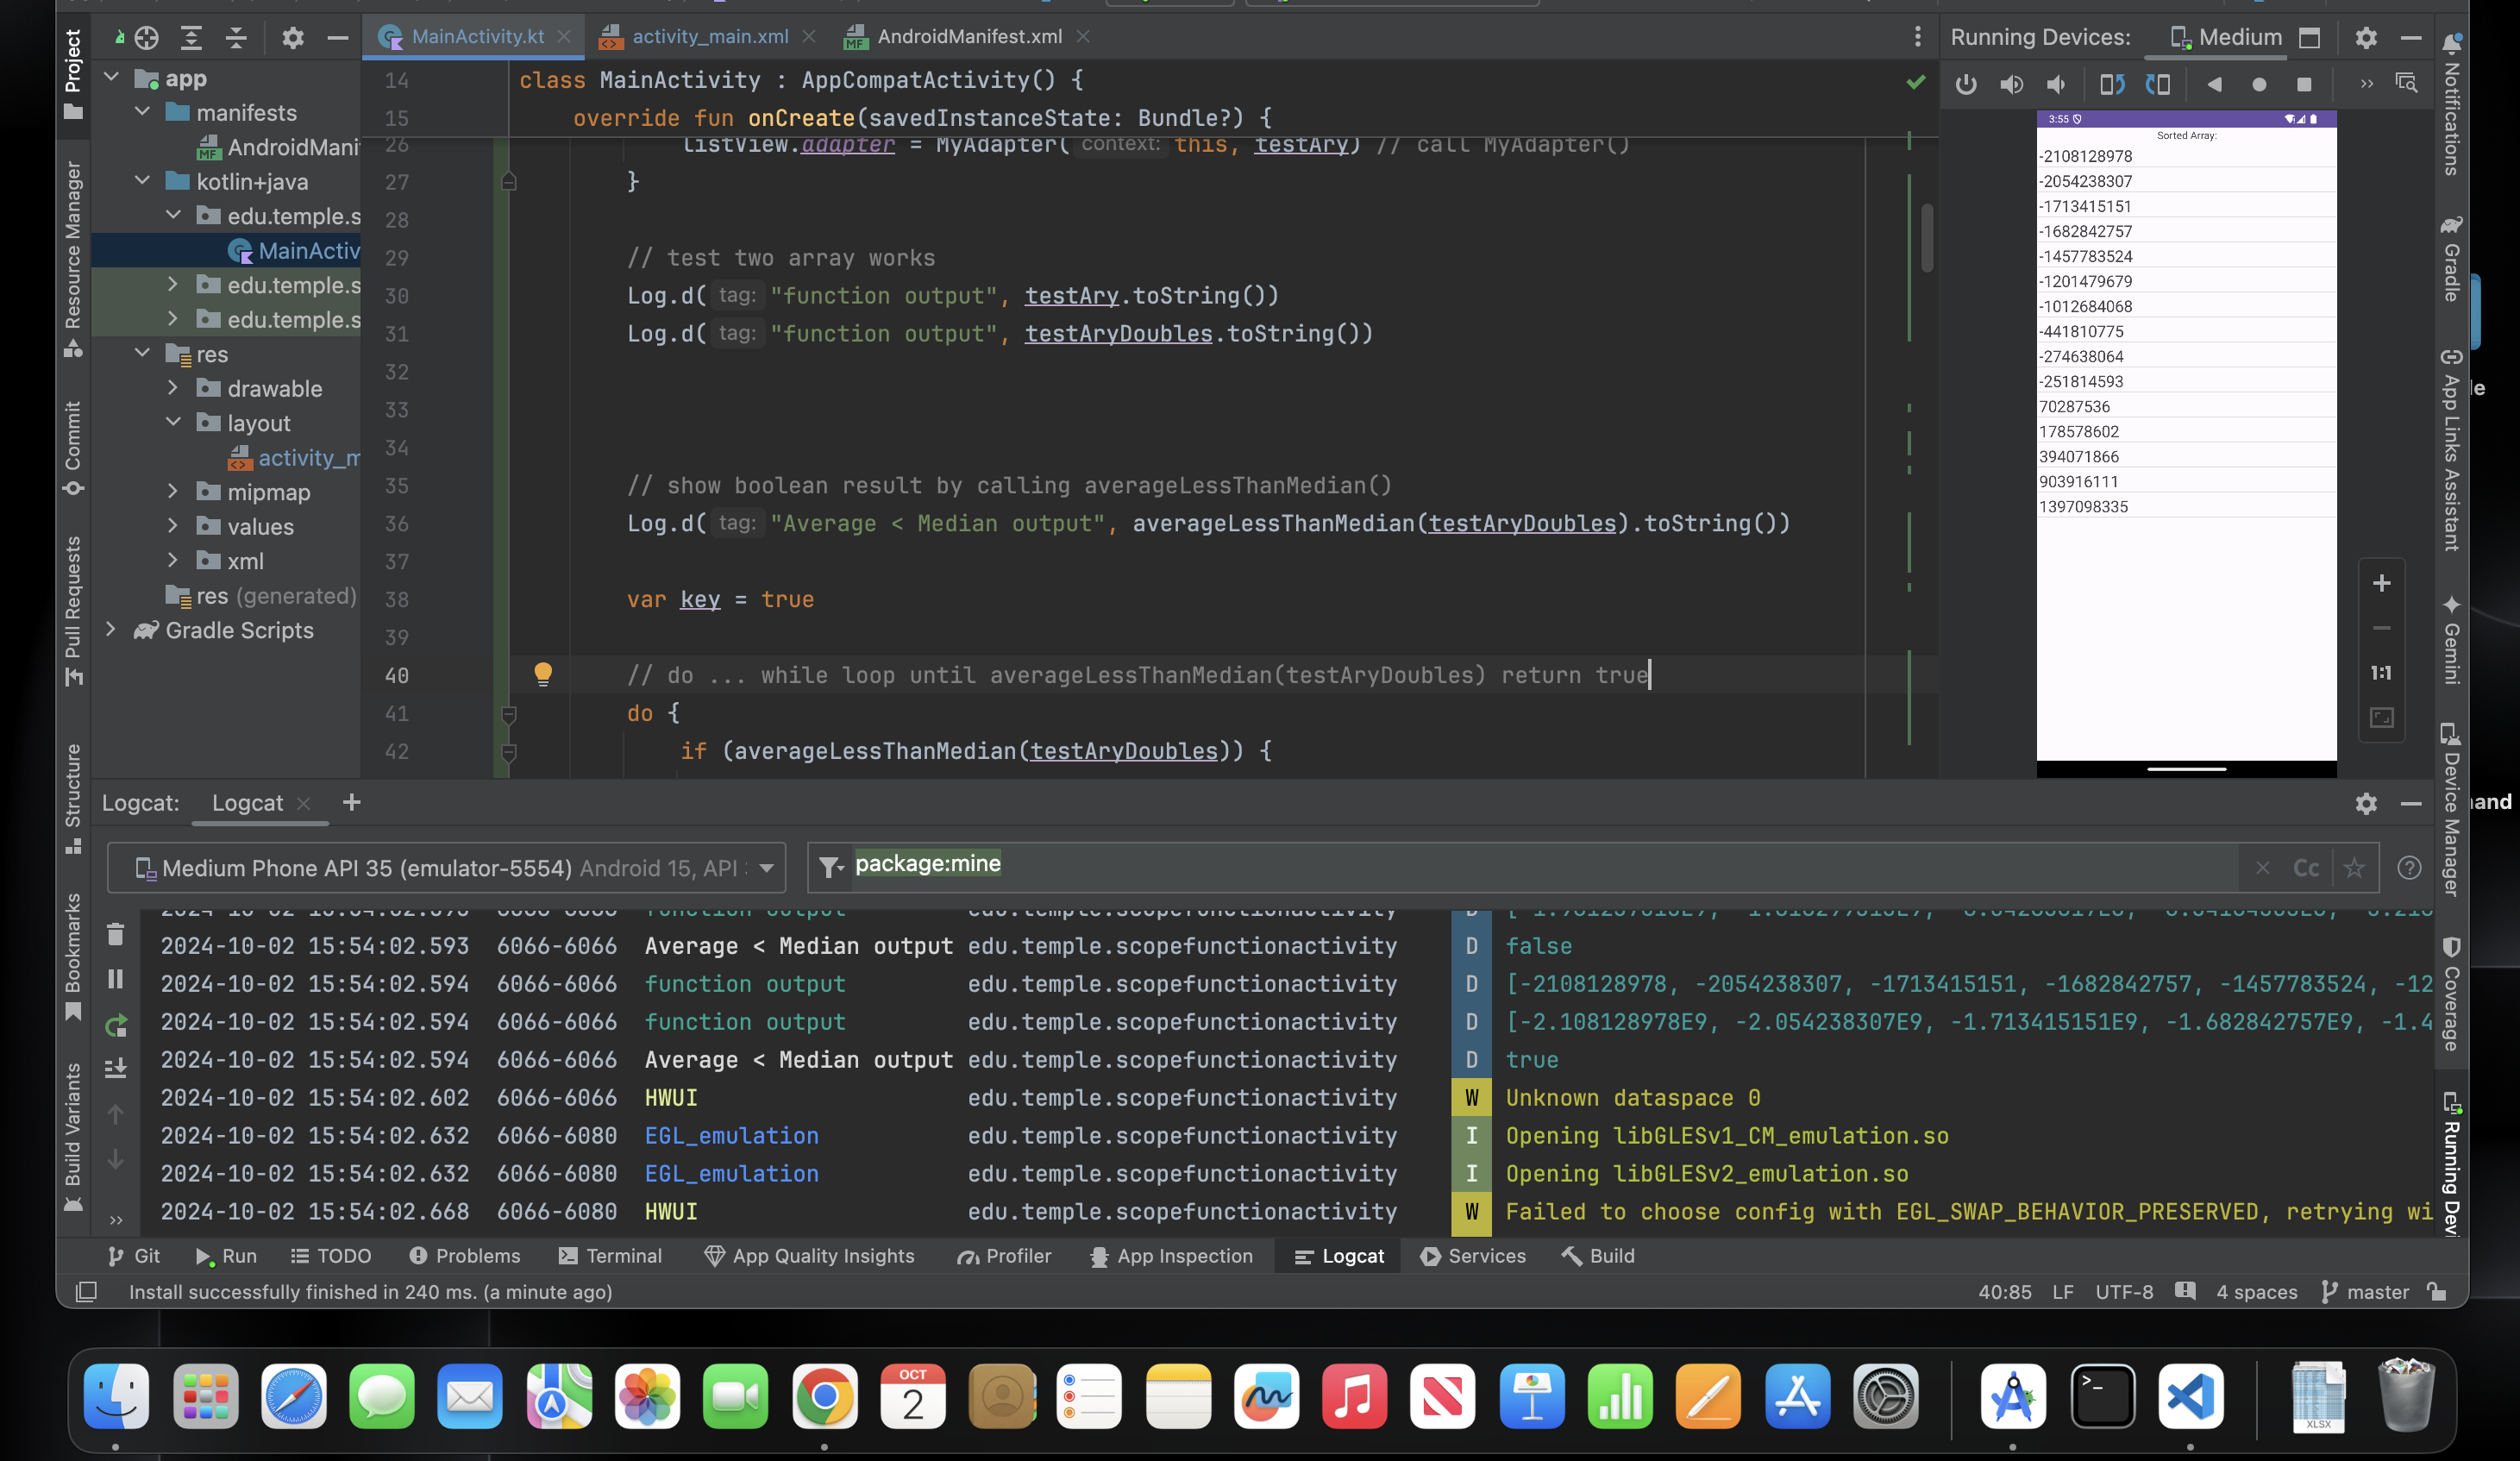 Project
Resource Manager
Commit
Pull Requests
Structure
Bookmarks
Build Variants
app
manifests
MF AndroidMani
kotlin+java
edu.temple.s
MainActiv
edu.temple.s
edu.temple.s
res
drawable
layout
activity_m
mipmap
values
xml
res (generated)
Gradle Scripts
MainActivity.kt
activity_main.xml
MF AndroidManifest.xml
14 class MainActivity : AppCompatActivity() {
15 override fun onCreate(savedInstanceState: Bundle?) {
26 listView.adapter = MyAdapter( context: this, testAry) // call MyAdapter()
27 }
28
29 // test two array works
30 Log.d( tag: "function output", testAry.toString())
31 Log.d( tag: "function output", testAryDoubles.toString())
32
33
34
35 // show boolean result by calling averageLessThanMedian()
36 Log.d( tag: "Average < Median output", averageLessThanMedian(testAryDoubles).toString())
37
38 var key = true
39
40 // do ... while loop until averageLessThanMedian(testAryDoubles) return true
41 do {
42 if (averageLessThanMedian(testAryDoubles)) {
Running Devices: Medium
3:55
Sorted Array:
-2108128978
-2054238307
-1713415151
-1682842757
-1457783524
-1201479679
-1012684068
-441810775
-274638064
-251814593
70287536
178578602
394071866
903916111
1397098335
1:1
Notifications
Gradle
App Links Assistant
Gemini
Device Manager
Coverage
Running Devi
le
hand
Logcat: Logcat
Medium Phone API 35 (emulator-5554) Android 15, API
package:mine
Cc
2024-10-02 15:54:02.593 6066-6066 Average < Median output edu.temple.scopefunctionactivity D false
2024-10-02 15:54:02.594 6066-6066 function output edu.temple.scopefunctionactivity D [-2108128978, -2054238307, -1713415151, -1682842757, -1457783524, -12
2024-10-02 15:54:02.594 6066-6066 function output edu.temple.scopefunctionactivity D [-2.108128978E9, -2.054238307E9, -1.713415151E9, -1.682842757E9, -1.4
2024-10-02 15:54:02.594 6066-6066 Average < Median output edu.temple.scopefunctionactivity D true
2024-10-02 15:54:02.602 6066-6066 HWUI edu.temple.scopefunctionactivity W Unknown dataspace 0
2024-10-02 15:54:02.632 6066-6080 EGL_emulation edu.temple.scopefunctionactivity I Opening libGLESv1_CM_emulation.so
2024-10-02 15:54:02.632 6066-6080 EGL_emulation edu.temple.scopefunctionactivity I Opening libGLESv2_emulation.so
2024-10-02 15:54:02.668 6066-6080 HWUI edu.temple.scopefunctionactivity W Failed to choose config with EGL_SWAP_BEHAVIOR_PRESERVED, retrying wi
Git Run TODO Problems Terminal App Quality Insights Profiler App Inspection Logcat Services Build
Install successfully finished in 240 ms. (a minute ago) 40:85 LF UTF-8 4 spaces master
OCT
2
XLSX